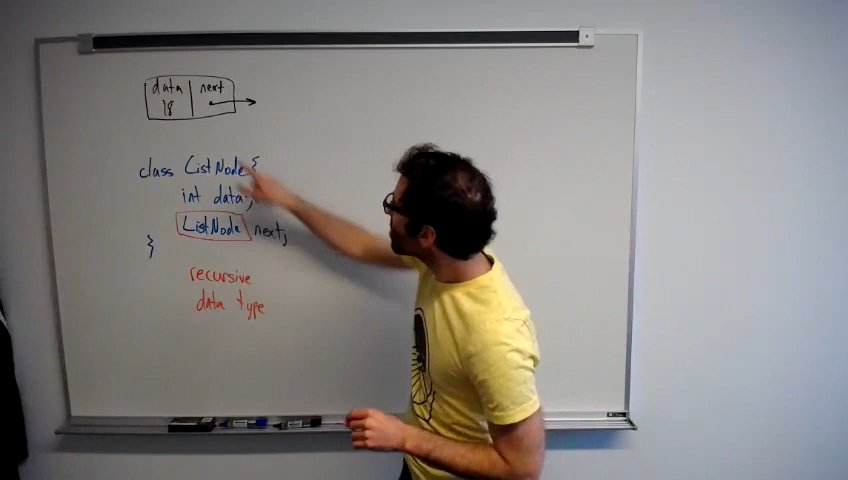 data next
18
class ListNode {
int data;
ListNode next;
}
recursive
data type